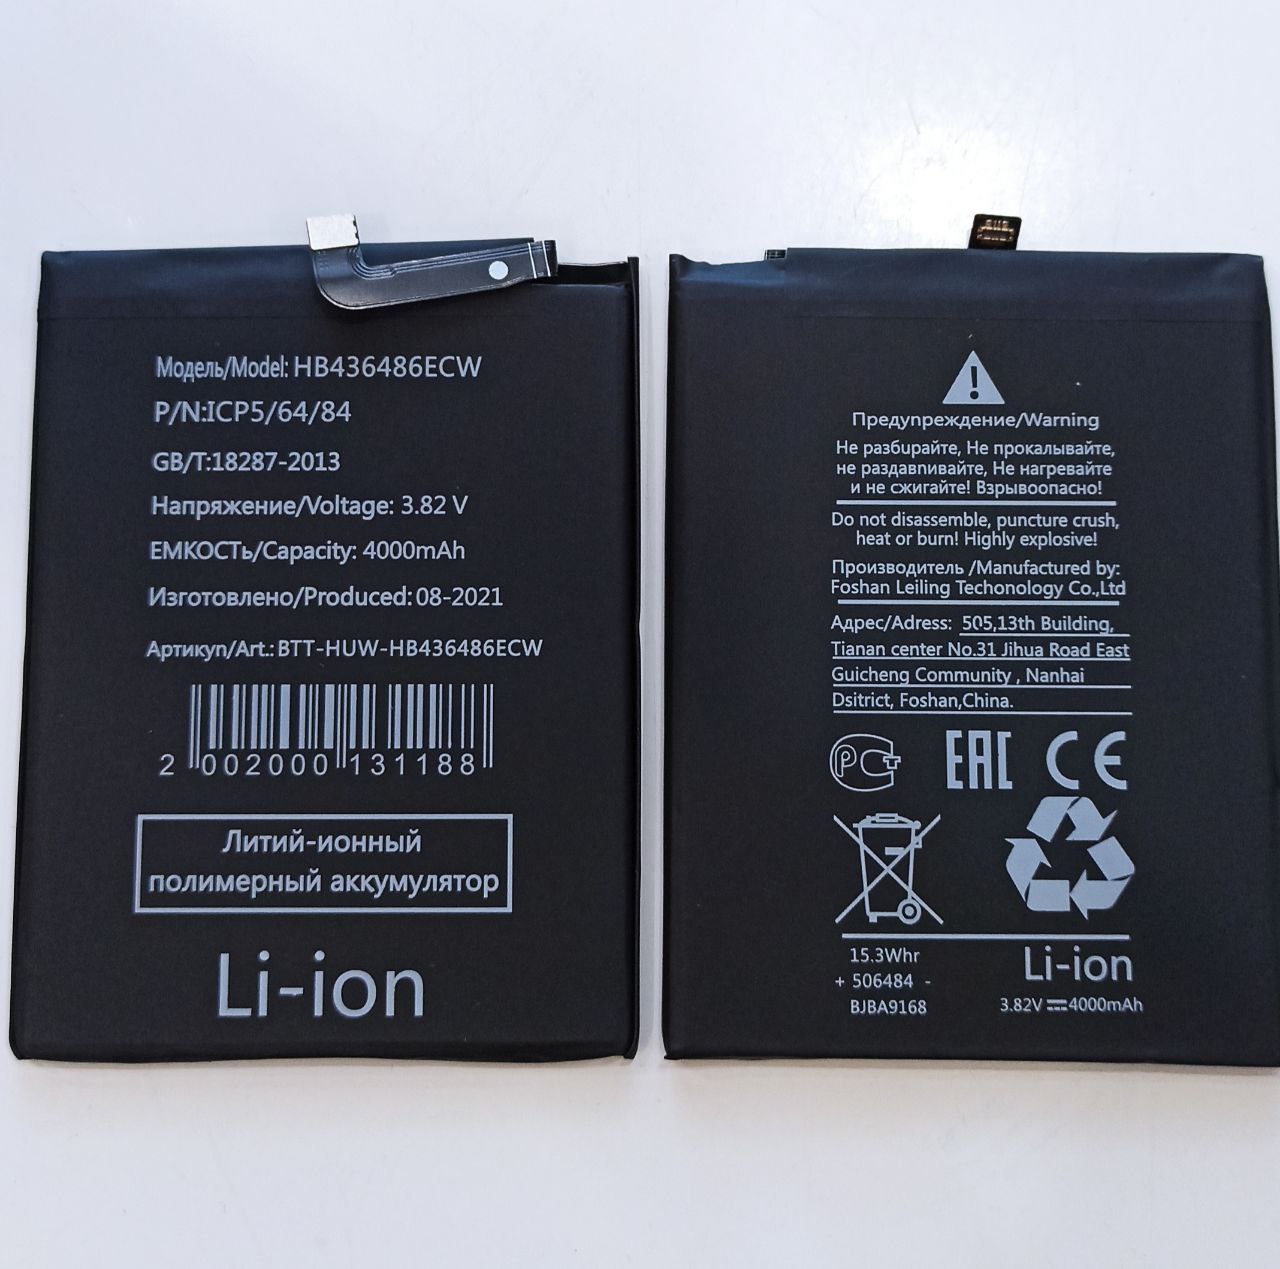 Модель/Model: HB436486ECW
P/N:ICP5/64/84
GB/T:18287-2013
Напряжение/Voltage: 3.82 V
ЕМКОСТь/Capacity: 4000mAh
Изготовлено/Produced: 08-2021
Артикул/Art.: BTT-HUW-HB436486ECW
2 002000 131188
Литий-ионный
полимерный аккумулятор
Li-ion
Предупреждение/Warning
Не разбирайте, Не прокалывайте,
не раздавпивайте, Не нагревайте
и не сжигайте! Взрывоопасно!
Do not disassemble, puncture crush,
heat or burn! Highly explosive!
Производитель /Manufactured by:
Foshan Leiling Techonology Co.,Ltd
Адрес/Adress: 505,13th Building,
Tianan center No.31 Jihua Road East
Guicheng Community , Nanhai
Dsitrict, Foshan,China.
РСТ EAC CE
15.3Whr
+ 506484 -
BJBA9168
Li-ion
3.82V ⎓ 4000mAh